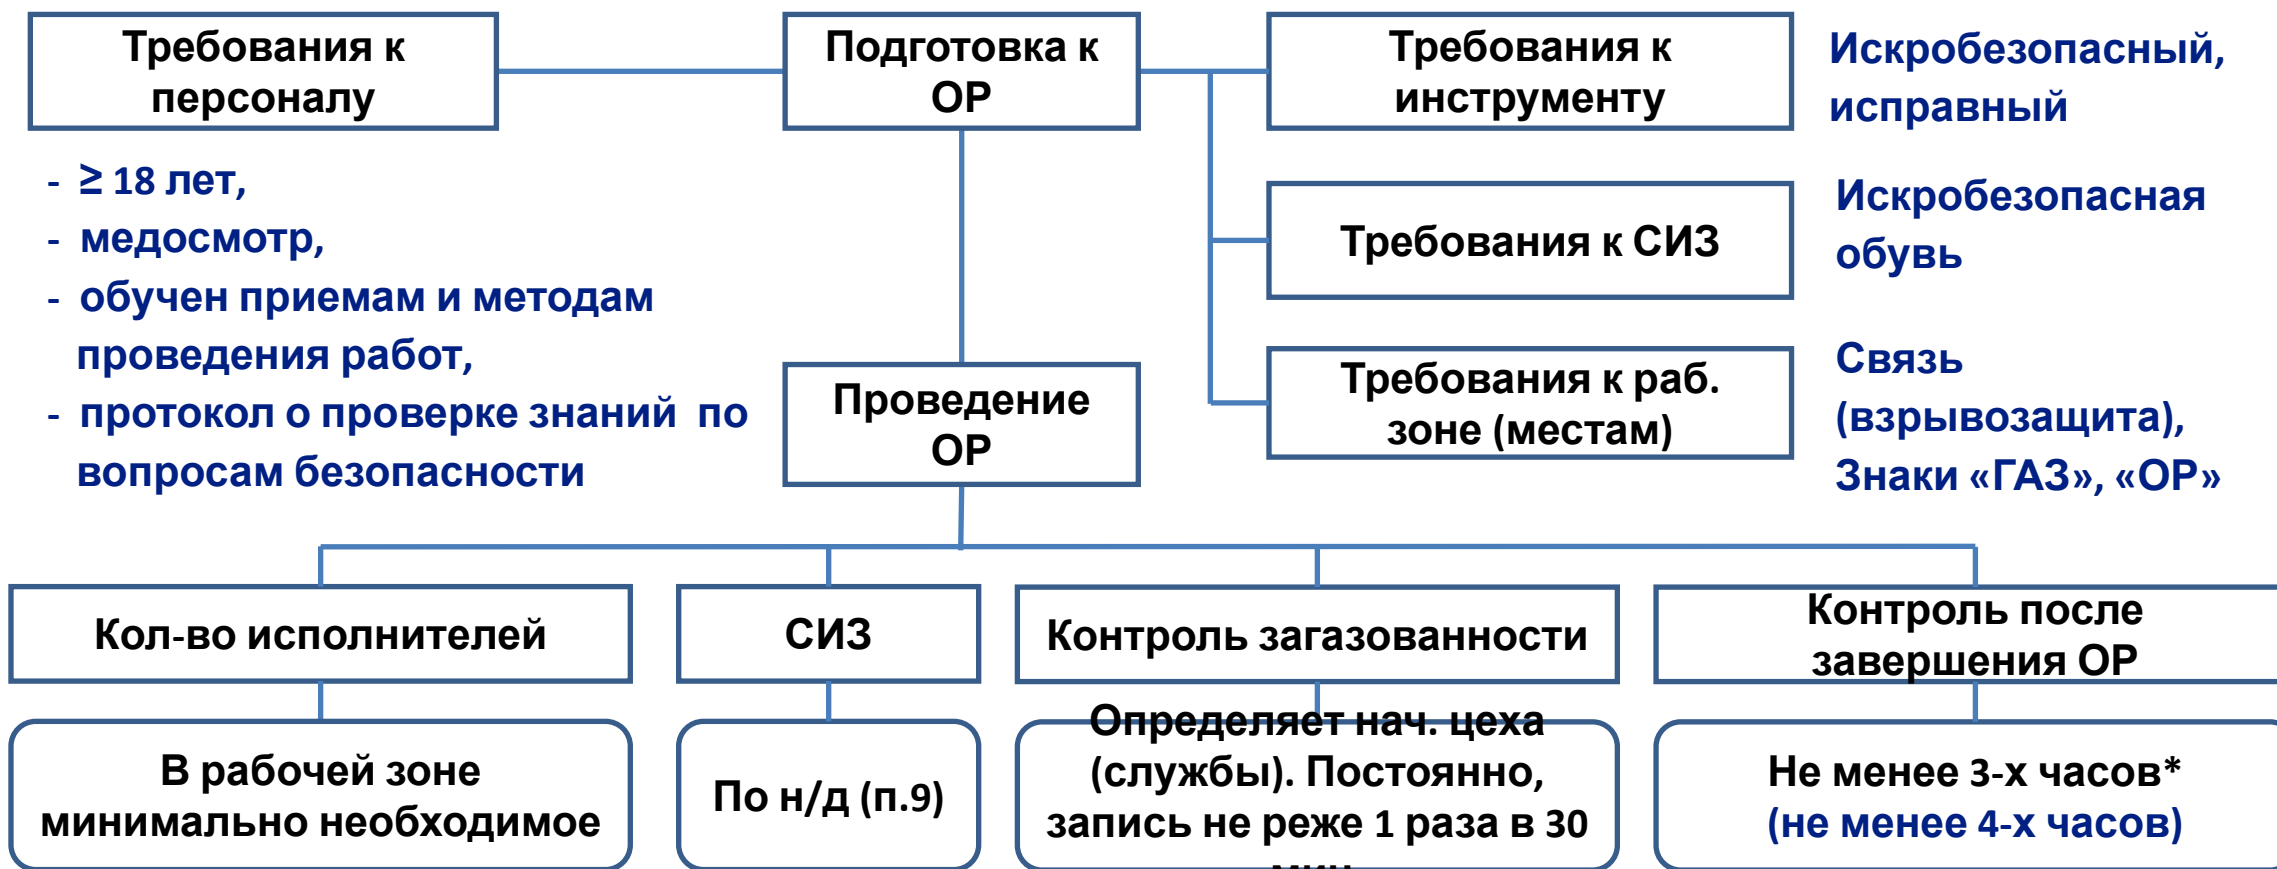 Требования к
персоналу
- ≥ 18 лет,
- медосмотр,
- обучен приемам и методам
проведения работ,
- протокол о проверке знаний по
вопросам безопасности
Подготовка к
ОР
Требования к
инструменту
Искробезопасный,
исправный
Требования к СИЗ
Искробезопасная
обувь
Требования к раб.
зоне (местам)
Связь
(взрывозащита),
Знаки «ГАЗ», «ОР»
Проведение
ОР
Кол-во исполнителей
В рабочей зоне
минимально необходимое
СИЗ
По н/д (п.9)
Контроль загазованности
Определяет нач. цеха
(службы). Постоянно,
запись не реже 1 раза в 30
мин
Контроль после
завершения ОР
Не менее 3-х часов*
(не менее 4-х часов)